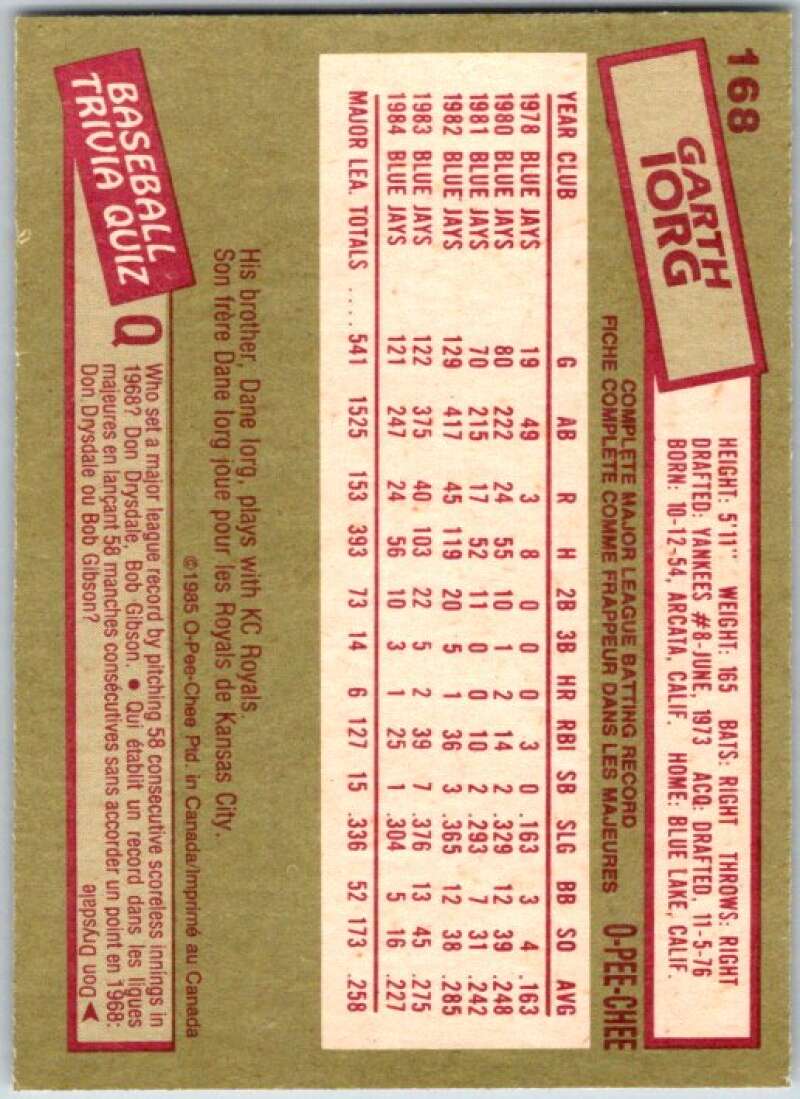 168
GARTH
IORG
HEIGHT: 5'11" WEIGHT: 165 BATS: RIGHT THROWS: RIGHT
DRAFTED: YANKEES #8-JUNE, 1973 ACQ: DRAFTED, 11-5-76
BORN: 10-12-54, ARCATA, CALIF. HOME: BLUE LAKE, CALIF.
COMPLETE MAJOR LEAGUE BATTING RECORD
FICHE COMPLÈTE COMME FRAPPEUR DANS LES MAJEURES
O-PEE-CHEE
YEAR CLUB G AB R H 2B 3B HR RBI SB SLG BB SO AVG
1978 BLUE JAYS 19 49 3 8 0 0 0 3 0 .163 3 4 .163
1980 BLUE JAYS 80 222 24 55 10 1 2 14 2 .329 12 39 .248
1981 BLUE JAYS 70 215 17 52 11 0 0 10 2 .293 7 31 .242
1982 BLUE JAYS 129 417 45 119 20 5 1 36 3 .365 12 38 .285
1983 BLUE JAYS 122 375 40 103 22 5 2 39 7 .376 13 45 .275
1984 BLUE JAYS 121 247 24 56 10 3 1 25 1 .304 5 16 .227
MAJOR LEA. TOTALS .... 541 1525 153 393 73 14 6 127 15 .336 52 173 .258
His brother, Dane Iorg, plays with KC Royals.
Son frère Dane Iorg joue pour les Royals de Kansas City.
©1985 O-Pee-Chee Ptd. in Canada/Imprimé au Canada
BASEBALL
TRIVIA QUIZ
Q
Who set a major league record by pitching 58 consecutive scoreless innings in
1968? Don Drysdale, Bob Gibson. • Qui établit un record dans les ligues
majeures en lançant 58 manches consécutives sans accorder un point en 1968:
Don Drysdale ou Bob Gibson?
Don Drysdale